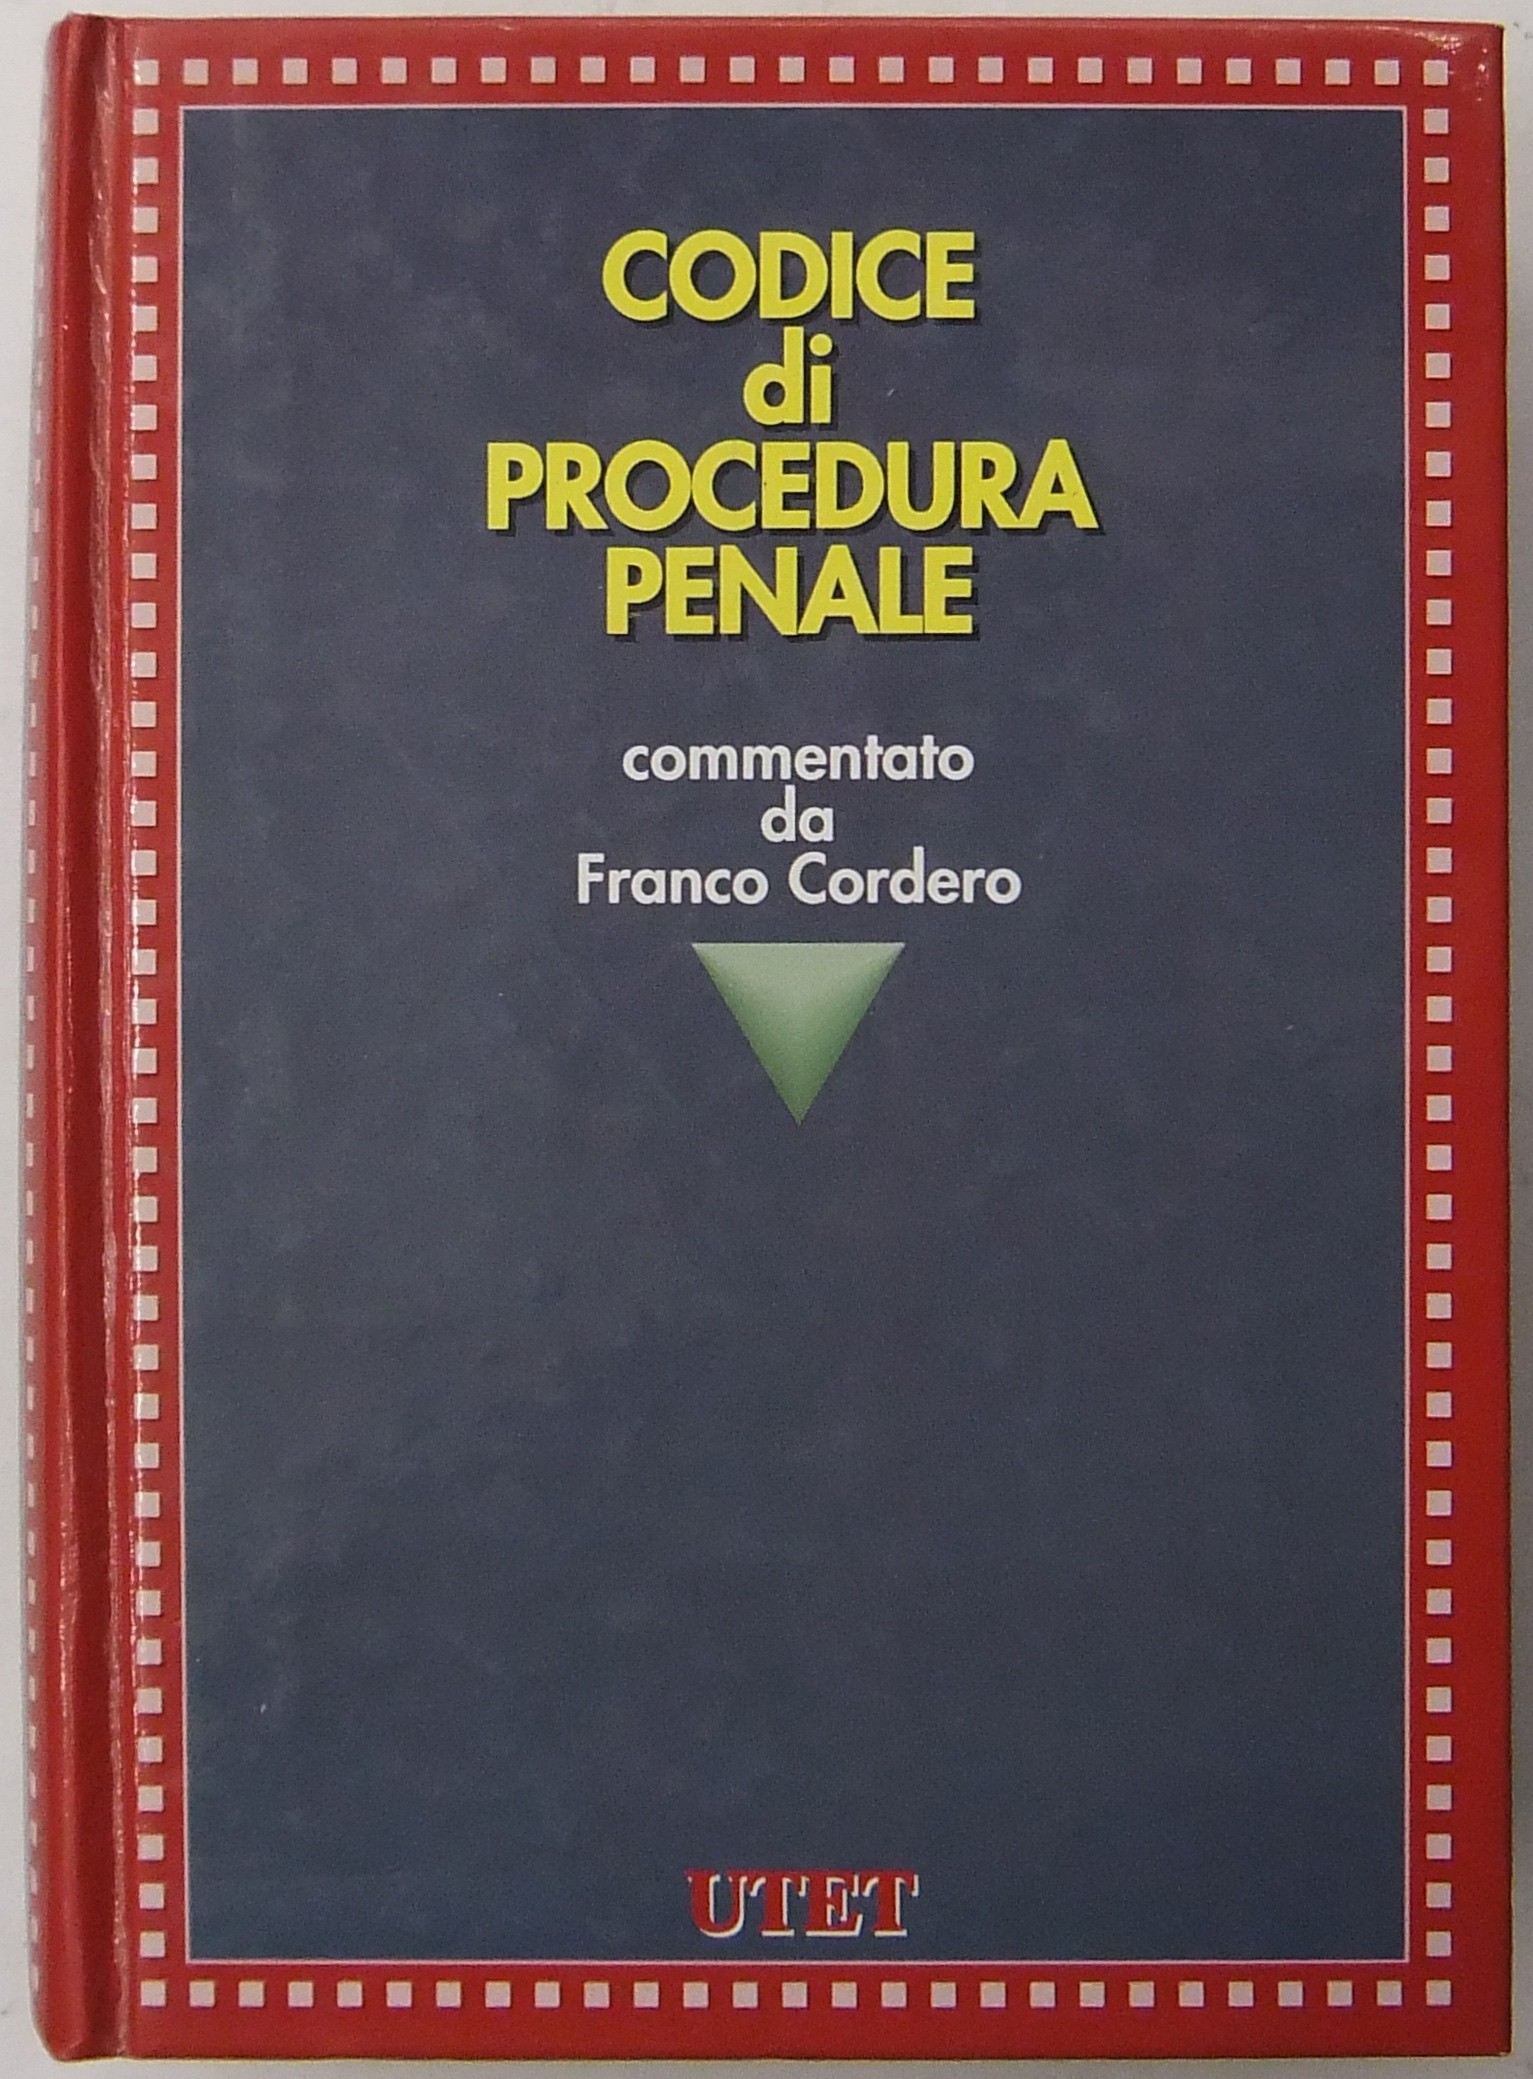 CODICE
di
PROCEDURA
PENALE
commentato
da
Franco Cordero
UTET